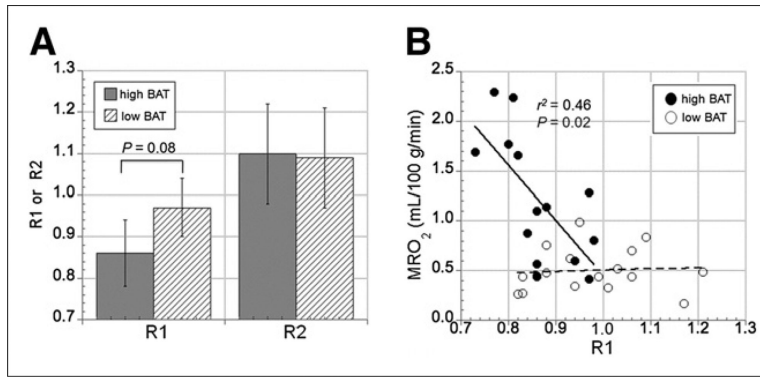 A
1.3
1.2
1.1
1.0
0.9
0.8
0.7
R1 or R2
high BAT
low BAT
P = 0.08
R1
R2
B
2.5
2.0
1.5
1.0
0.5
0.0
MRO2 (mL/100 g/min)
r2 = 0.46
P = 0.02
high BAT
low BAT
0.7 0.8 0.9 1.0 1.1 1.2 1.3
R1